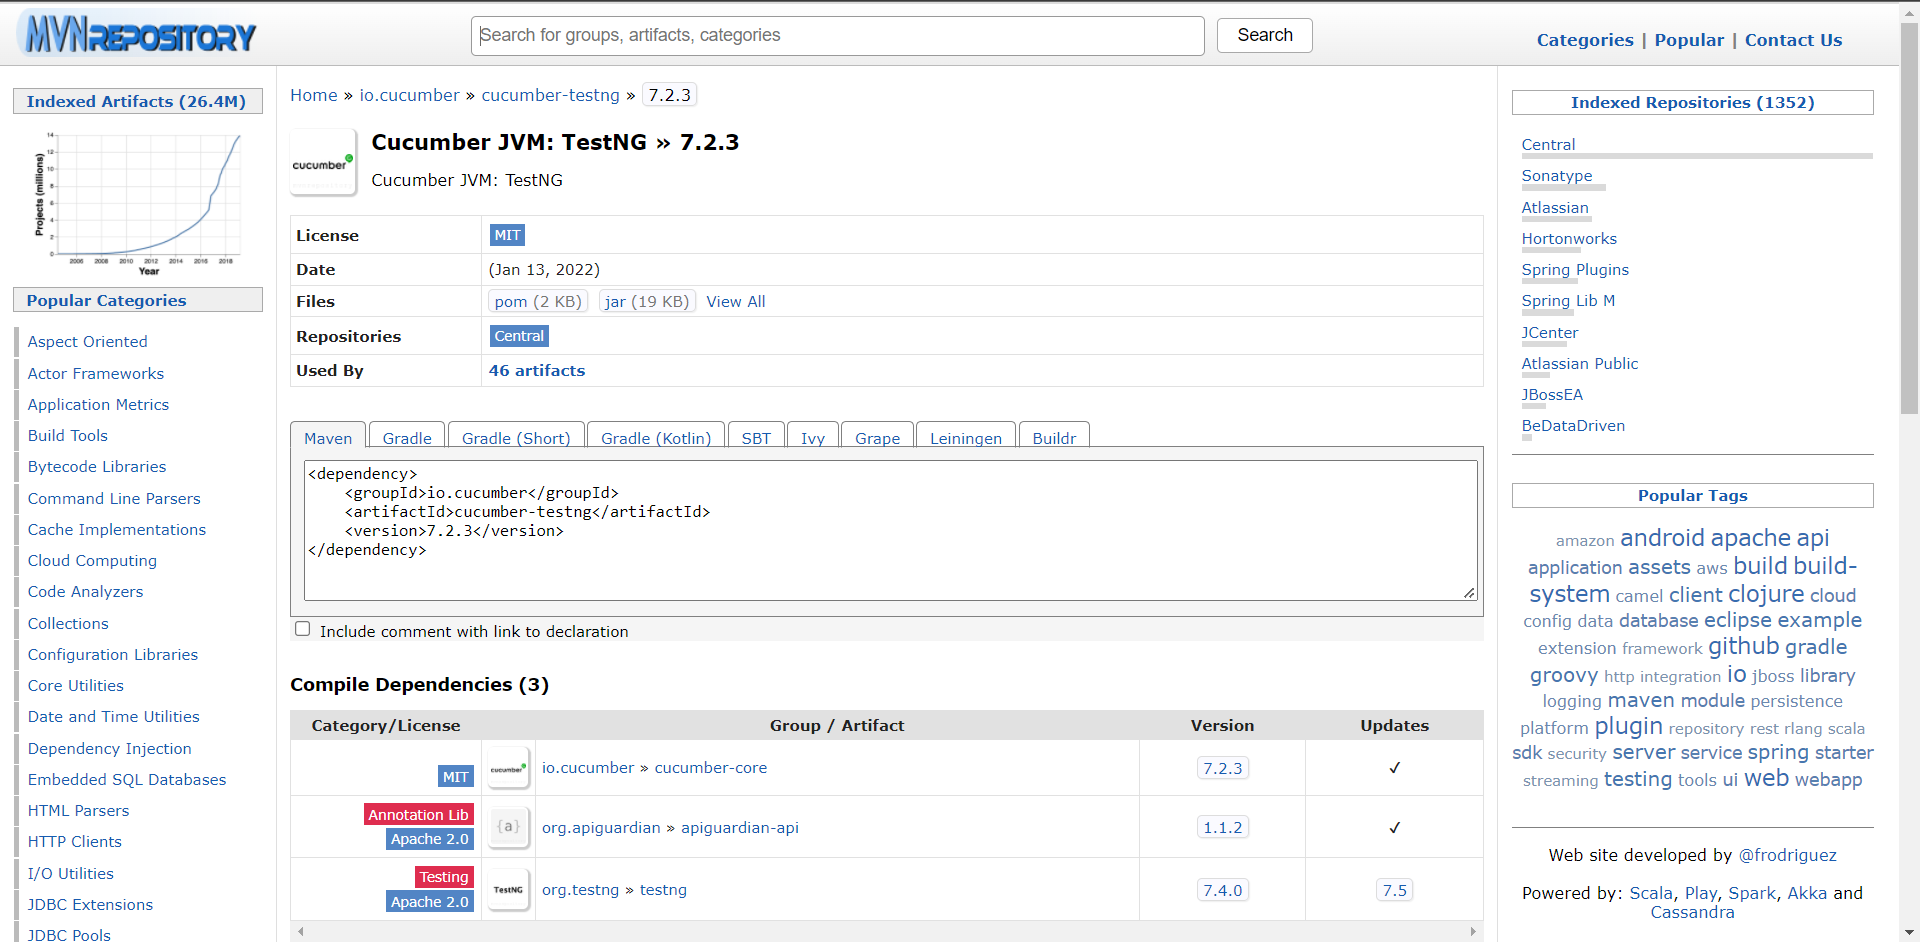 MVNREPOSITORY
Search for groups, artifacts, categories
Search
Categories | Popular | Contact Us
Indexed Artifacts (26.4M)
Projects (millions)
14
12
10
8
6
4
2
0
2006 2008 2010 2012 2014 2016 2018
Year
Popular Categories
Aspect Oriented
Actor Frameworks
Application Metrics
Build Tools
Bytecode Libraries
Command Line Parsers
Cache Implementations
Cloud Computing
Code Analyzers
Collections
Configuration Libraries
Core Utilities
Date and Time Utilities
Dependency Injection
Embedded SQL Databases
HTML Parsers
HTTP Clients
I/O Utilities
JDBC Extensions
JDBC Pools
Home » io.cucumber » cucumber-testng » 7.2.3
cucumber
Cucumber JVM: TestNG » 7.2.3
Cucumber JVM: TestNG
License MIT
Date (Jan 13, 2022)
Files pom (2 KB) jar (19 KB) View All
Repositories Central
Used By 46 artifacts
Maven Gradle Gradle (Short) Gradle (Kotlin) SBT Ivy Grape Leiningen Buildr
<dependency>
    <groupId>io.cucumber</groupId>
    <artifactId>cucumber-testng</artifactId>
    <version>7.2.3</version>
</dependency>
Include comment with link to declaration
Compile Dependencies (3)
Category/License Group / Artifact Version Updates
MIT cucumber io.cucumber » cucumber-core 7.2.3 ✓
Annotation Lib
Apache 2.0 {a} org.apiguardian » apiguardian-api 1.1.2 ✓
Testing
Apache 2.0 TestNG org.testng » testng 7.4.0 7.5
Indexed Repositories (1352)
Central
Sonatype
Atlassian
Hortonworks
Spring Plugins
Spring Lib M
JCenter
Atlassian Public
JBossEA
BeDataDriven
Popular Tags
amazon android apache api
application assets aws build build-
system camel client clojure cloud
config data database eclipse example
extension framework github gradle
groovy http integration io jboss library
logging maven module persistence
platform plugin repository rest rlang scala
sdk security server service spring starter
streaming testing tools ui web webapp
Web site developed by @frodriguez
Powered by: Scala, Play, Spark, Akka and
Cassandra